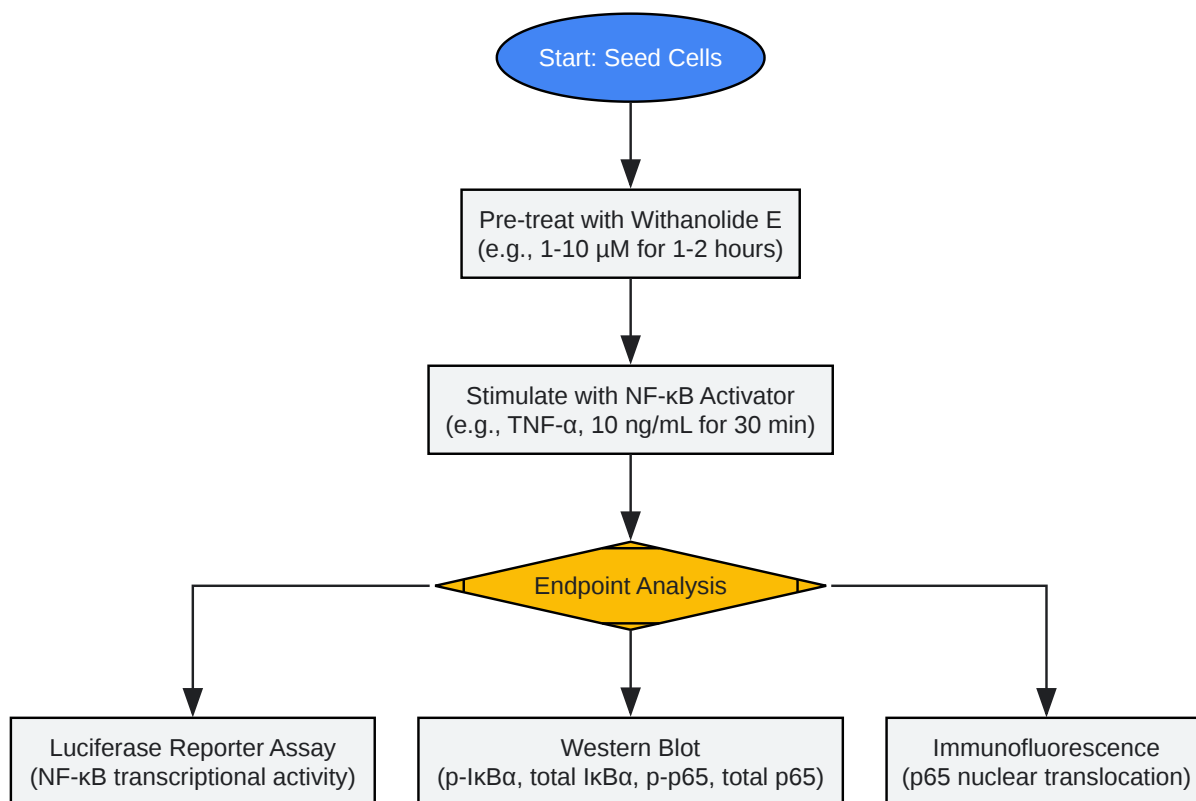 Start: Seed Cells
Pre-treat with Withanolide E
(e.g., 1-10 µM for 1-2 hours)
Stimulate with NF-κB Activator
(e.g., TNF-α, 10 ng/mL for 30 min)
Endpoint Analysis
Luciferase Reporter Assay
(NF-κB transcriptional activity)
Western Blot
(p-IκBα, total IκBα, p-p65, total p65)
Immunofluorescence
(p65 nuclear translocation)